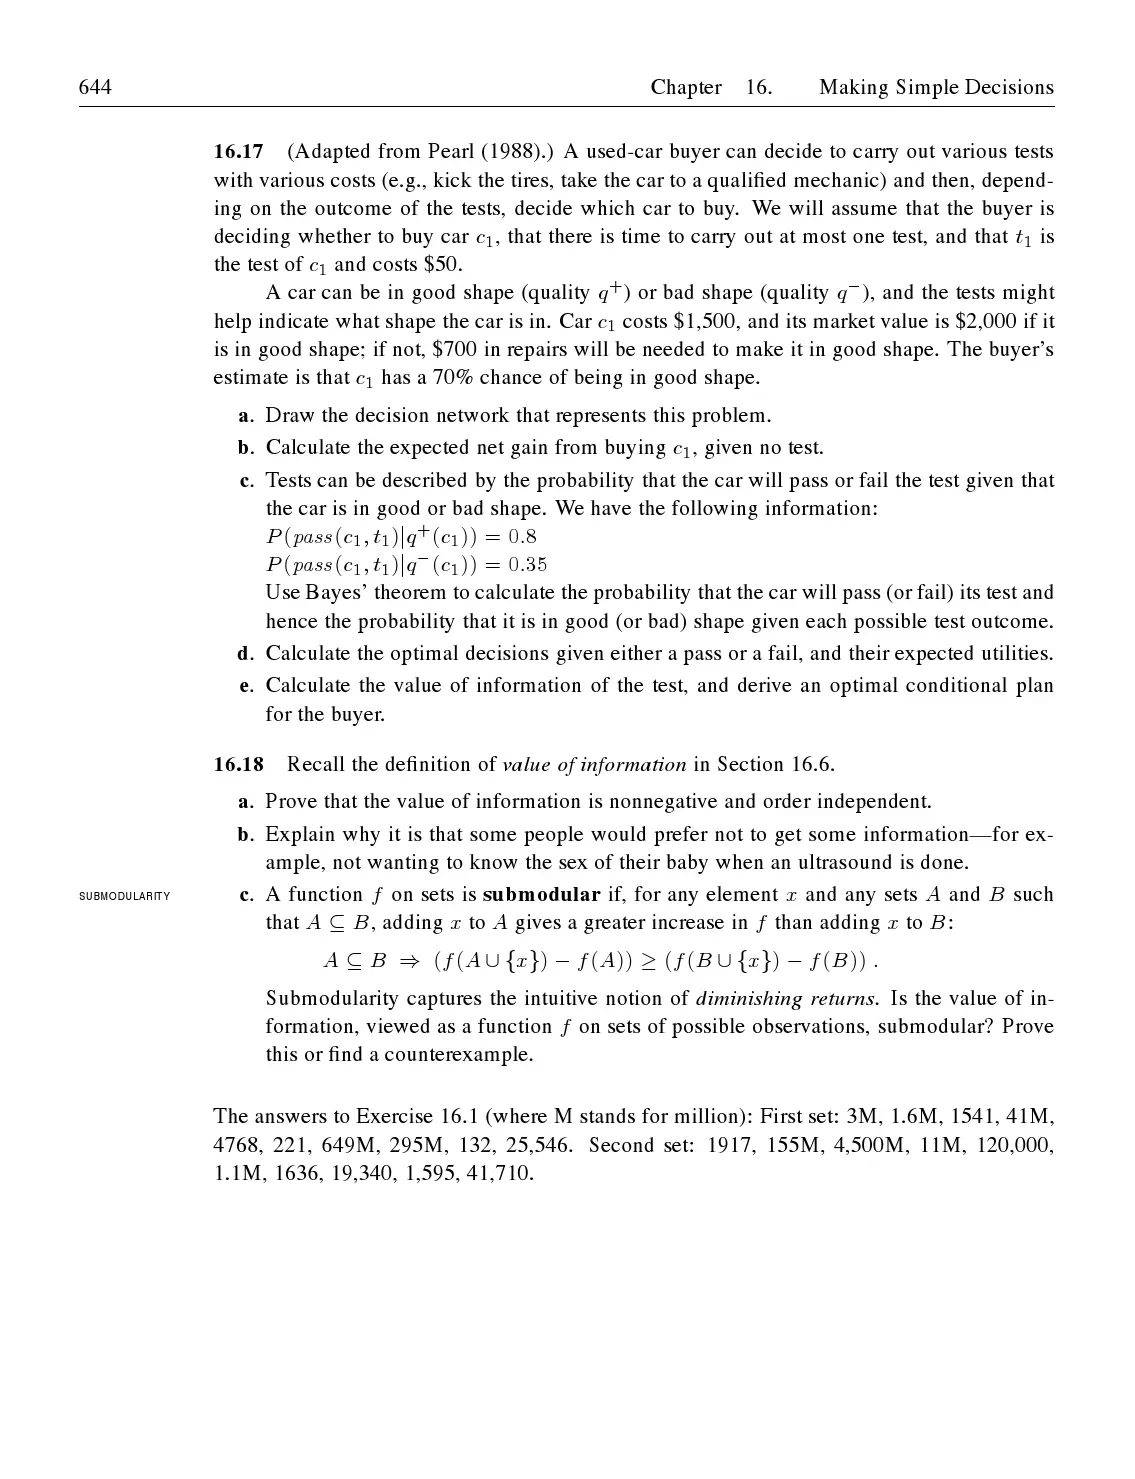 644 Chapter 16. Making Simple Decisions
16.17 (Adapted from Pearl (1988).) A used-car buyer can decide to carry out various tests
with various costs (e.g., kick the tires, take the car to a qualified mechanic) and then, depend-
ing on the outcome of the tests, decide which car to buy. We will assume that the buyer is
deciding whether to buy car c₁, that there is time to carry out at most one test, and that t₁ is
the test of c₁ and costs $50.
A car can be in good shape (quality q⁺) or bad shape (quality q⁻), and the tests might
help indicate what shape the car is in. Car c₁ costs $1,500, and its market value is $2,000 if it
is in good shape; if not, $700 in repairs will be needed to make it in good shape. The buyer's
estimate is that c₁ has a 70% chance of being in good shape.
a. Draw the decision network that represents this problem.
b. Calculate the expected net gain from buying c₁, given no test.
c. Tests can be described by the probability that the car will pass or fail the test given that
the car is in good or bad shape. We have the following information:
P(pass(c₁, t₁)|q⁺(c₁)) = 0.8
P(pass(c₁, t₁)|q⁻(c₁)) = 0.35
Use Bayes' theorem to calculate the probability that the car will pass (or fail) its test and
hence the probability that it is in good (or bad) shape given each possible test outcome.
d. Calculate the optimal decisions given either a pass or a fail, and their expected utilities.
e. Calculate the value of information of the test, and derive an optimal conditional plan
for the buyer.
16.18 Recall the definition of value of information in Section 16.6.
a. Prove that the value of information is nonnegative and order independent.
b. Explain why it is that some people would prefer not to get some information—for ex-
ample, not wanting to know the sex of their baby when an ultrasound is done.
SUBMODULARITY c. A function f on sets is submodular if, for any element x and any sets A and B such
that A ⊆ B, adding x to A gives a greater increase in f than adding x to B:
A ⊆ B ⇒ (f(A ∪ {x}) − f(A)) ≥ (f(B ∪ {x}) − f(B)) .
Submodularity captures the intuitive notion of diminishing returns. Is the value of in-
formation, viewed as a function f on sets of possible observations, submodular? Prove
this or find a counterexample.
The answers to Exercise 16.1 (where M stands for million): First set: 3M, 1.6M, 1541, 41M,
4768, 221, 649M, 295M, 132, 25,546. Second set: 1917, 155M, 4,500M, 11M, 120,000,
1.1M, 1636, 19,340, 1,595, 41,710.